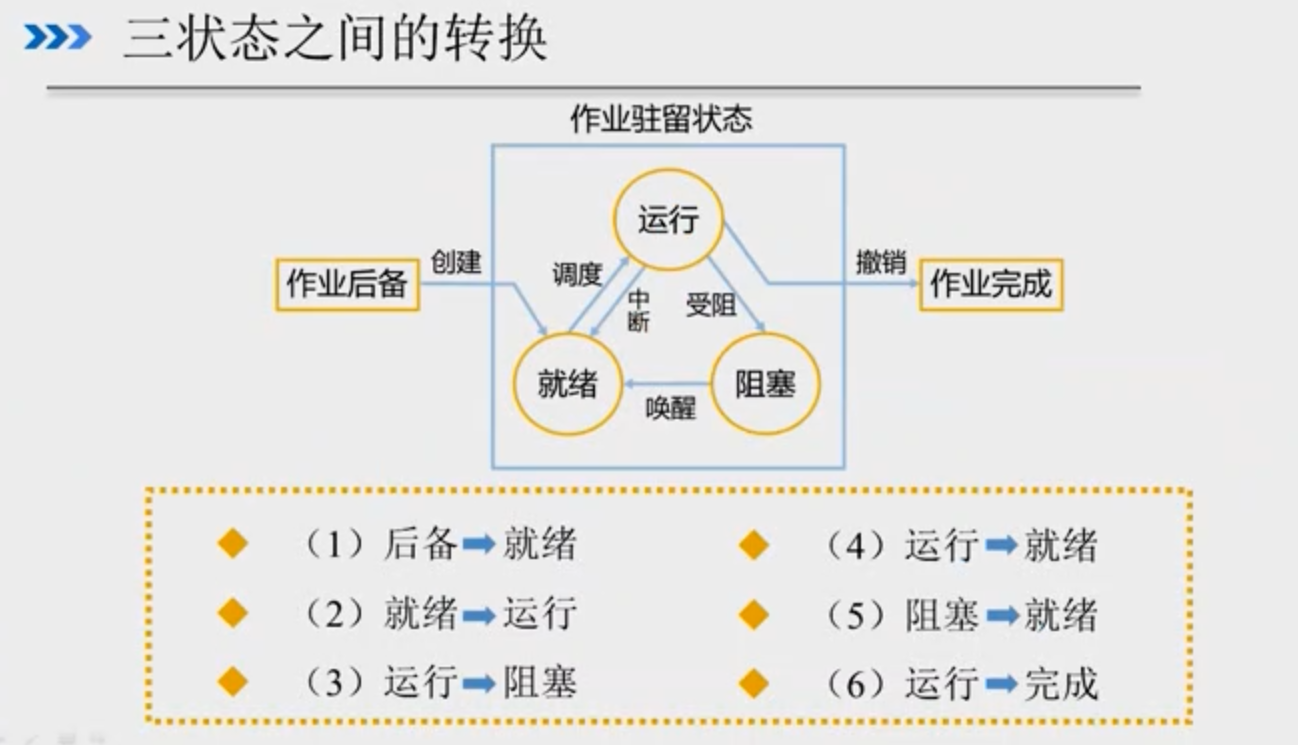 三状态之间的转换
作业驻留状态
运行
作业后备
创建
调度
中断
受阻
撤销
作业完成
就绪
唤醒
阻塞
（1）后备➡就绪
（2）就绪➡运行
（3）运行➡阻塞
（4）运行➡就绪
（5）阻塞➡就绪
（6）运行➡完成